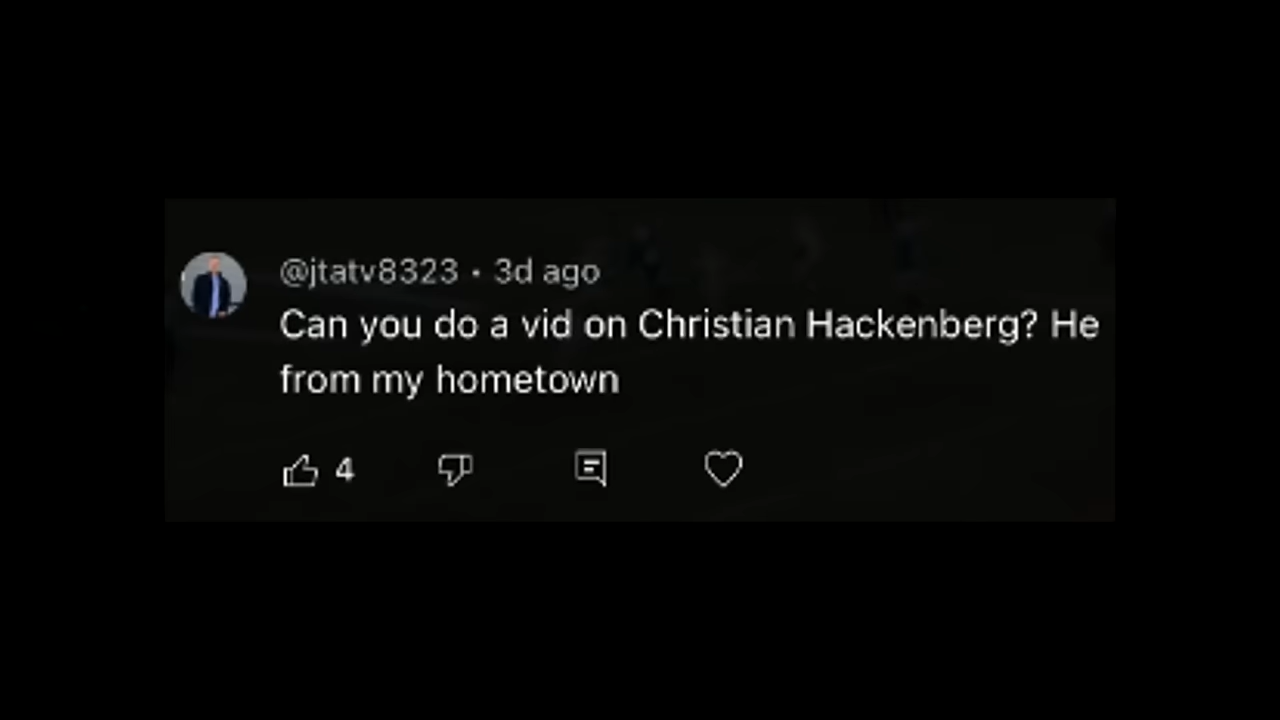 @jtatv8323 • 3d ago
Can you do a vid on Christian Hackenberg? He
from my hometown
4